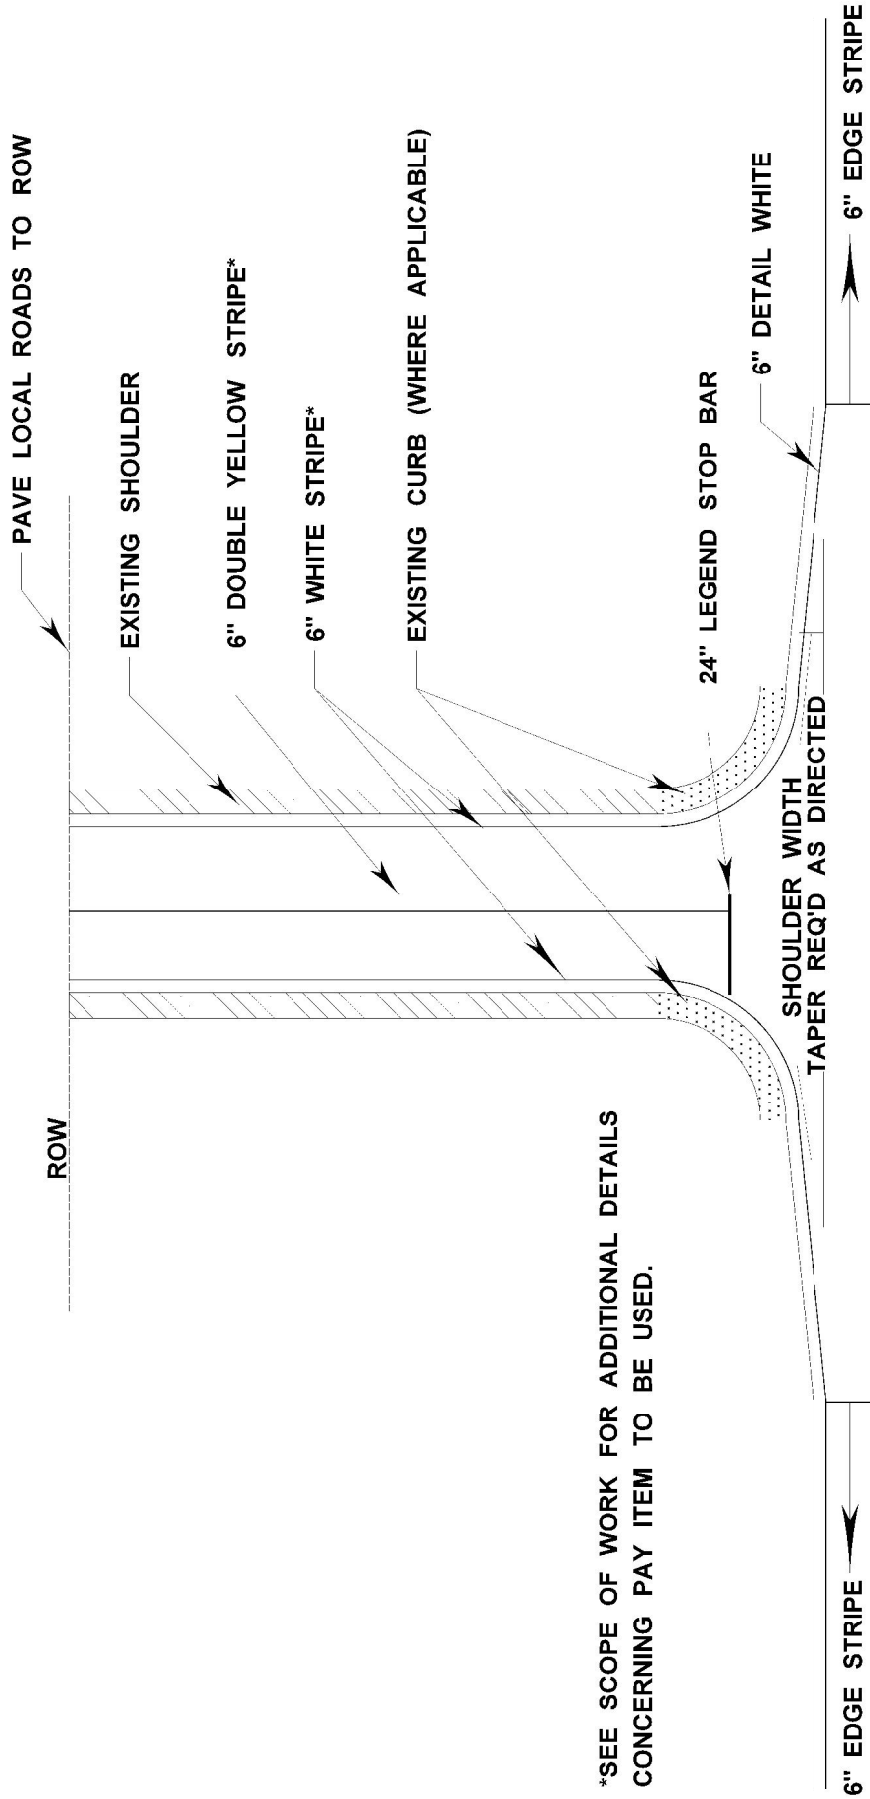 PAVE LOCAL ROADS TO ROW
ROW
EXISTING SHOULDER
6" DOUBLE YELLOW STRIPE*
6" WHITE STRIPE*
EXISTING CURB (WHERE APPLICABLE)
*SEE SCOPE OF WORK FOR ADDITIONAL DETAILS
CONCERNING PAY ITEM TO BE USED.
24" LEGEND STOP BAR
6" DETAIL WHITE
SHOULDER WIDTH
TAPER REQ'D AS DIRECTED
6" EDGE STRIPE
6" EDGE STRIPE